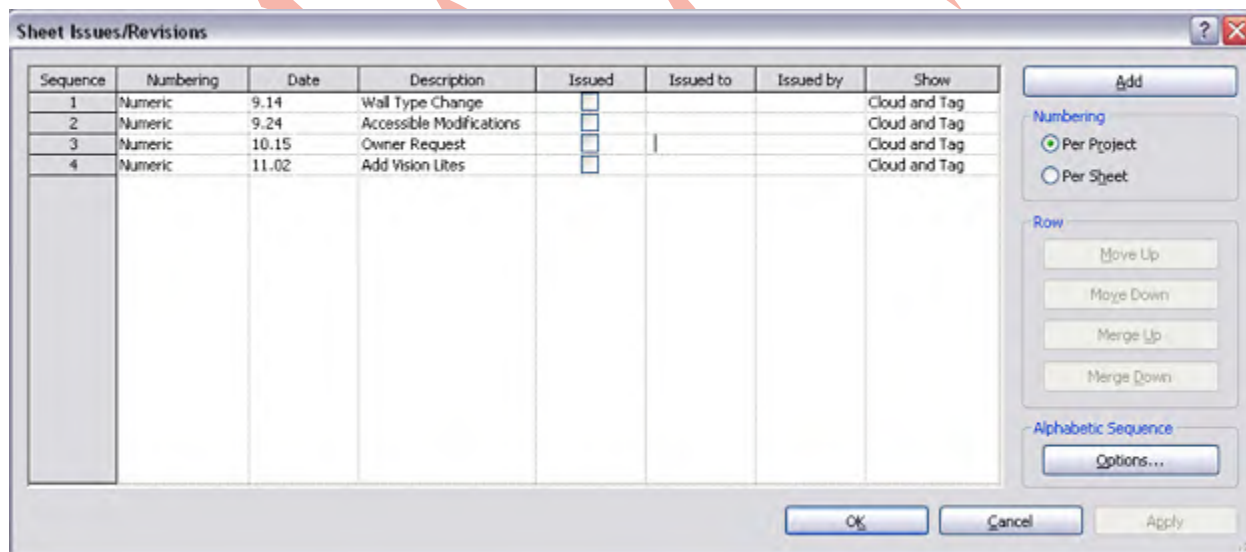 Sheet Issues/Revisions
Sequence Numbering Date Description Issued Issued to Issued by Show
1 Numeric 9.14 Wall Type Change Cloud and Tag
2 Numeric 9.24 Accessible Modifications Cloud and Tag
3 Numeric 10.15 Owner Request Cloud and Tag
4 Numeric 11.02 Add Vision Lites Cloud and Tag
Add
Numbering
Per Project
Per Sheet
Row
Move Up
Move Down
Merge Up
Merge Down
Alphabetic Sequence
Options...
OK Cancel Apply